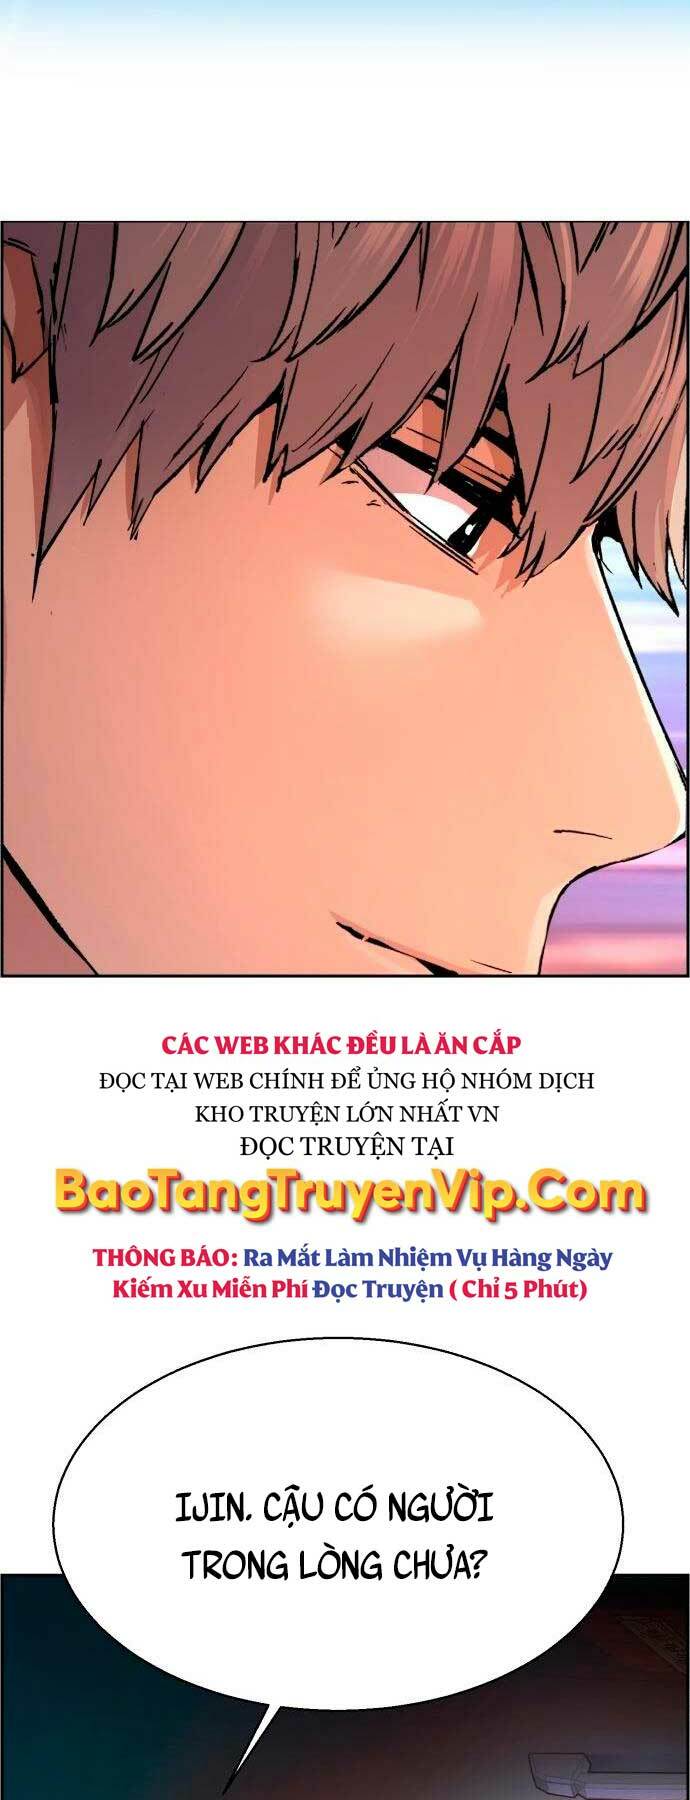 CÁC WEB KHÁC ĐỀU LÀ ĂN CẮP
ĐỌC TẠI WEB CHÍNH ĐỂ ỦNG HỘ NHÓM DỊCH
KHO TRUYỆN LỚN NHẤT VN
ĐỌC TRUYỆN TẠI
BaoTangTruyenVip.Com
THÔNG BÁO: Ra Mắt Làm Nhiệm Vụ Hàng Ngày
Kiếm Xu Miễn Phí Đọc Truyện ( Chỉ 5 Phút)
IJIN. CẬU CÓ NGƯỜI
TRONG LÒNG CHƯA?